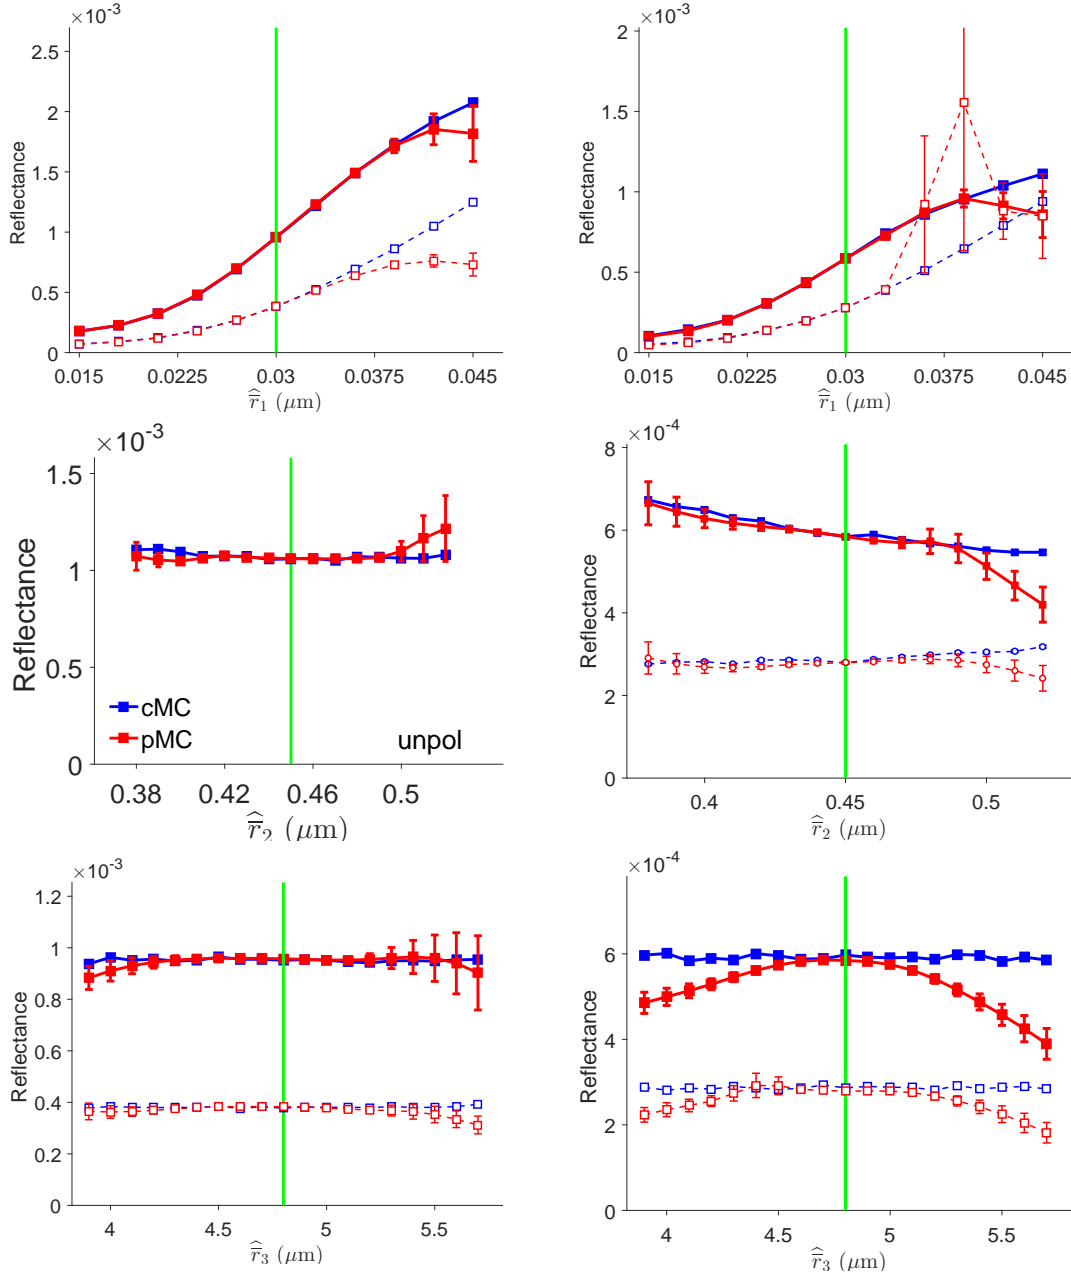 ×10-3
2.5
2
1.5
1
0.5
0
Reflectance
0.015 0.0225 0.03 0.0375 0.045
r̂̄1 (μm)
×10-3
2
1.5
1
0.5
0
Reflectance
0.015 0.0225 0.03 0.0375 0.045
r̂̄1 (μm)
×10-3
1.5
1
0.5
0
Reflectance
cMC
pMC
unpol
0.38 0.42 0.46 0.5
r̂̄2 (μm)
×10-4
8
6
4
2
0
Reflectance
0.4 0.45 0.5
r̂̄2 (μm)
×10-3
1.2
1
0.8
0.6
0.4
0.2
0
Reflectance
4 4.5 5 5.5
r̂̄3 (μm)
×10-4
6
4
2
0
Reflectance
4 4.5 5 5.5
r̂̄3 (μm)